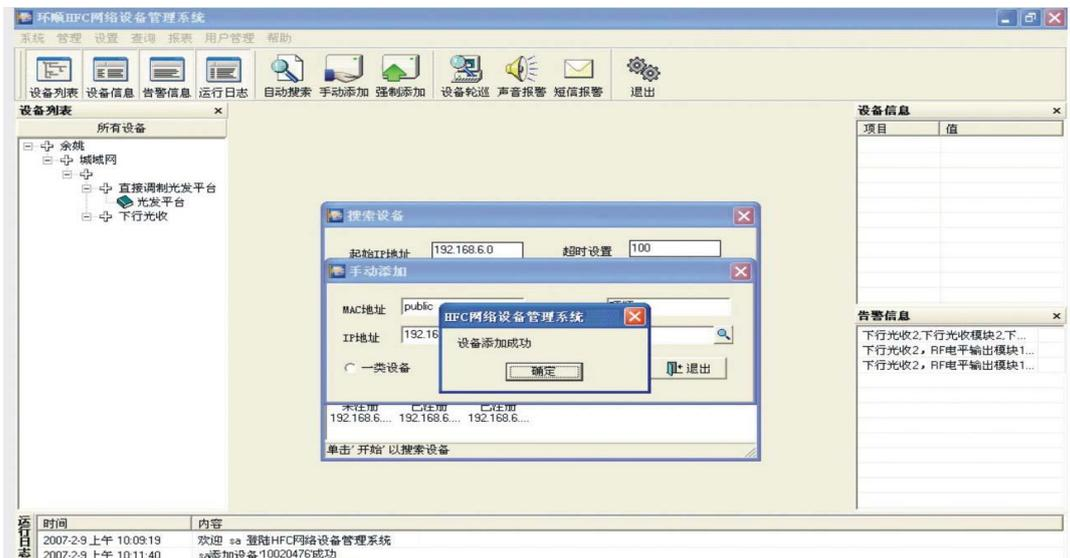 环顺HFC网络设备管理系统
系统 管理 设置 查询 报表 用户管理 帮助
设备列表 设备信息 告警信息 运行日志 自动搜索 手动添加 强制添加 设备轮巡 声音报警 短信报警 退出
设备列表
所有设备
余姚
城域网
直接调制光发平台
光发平台
下行光收
搜索设备
起始IP地址 192.168.6.0 超时设置 100
手动添加
MAC地址 public
IP地址 192.16
一类设备 退出
HFC网络设备管理系统
设备添加成功
确定
未注册 已注册 已注册
192.168.6.... 192.168.6.... 192.168.6....
单击'开始'以搜索设备
设备信息
项目 值
告警信息
下行光收2,下行光收模块2,下...
下行光收2，RF电平输出模块1...
下行光收2，RF电平输出模块1...
运行日志
时间 内容
2007-2-9 上午 10:09:19 欢迎 sa 登陆HFC网络设备管理系统
2007-2-9 上午 10:11:40 sa添加设备'10020476'成功